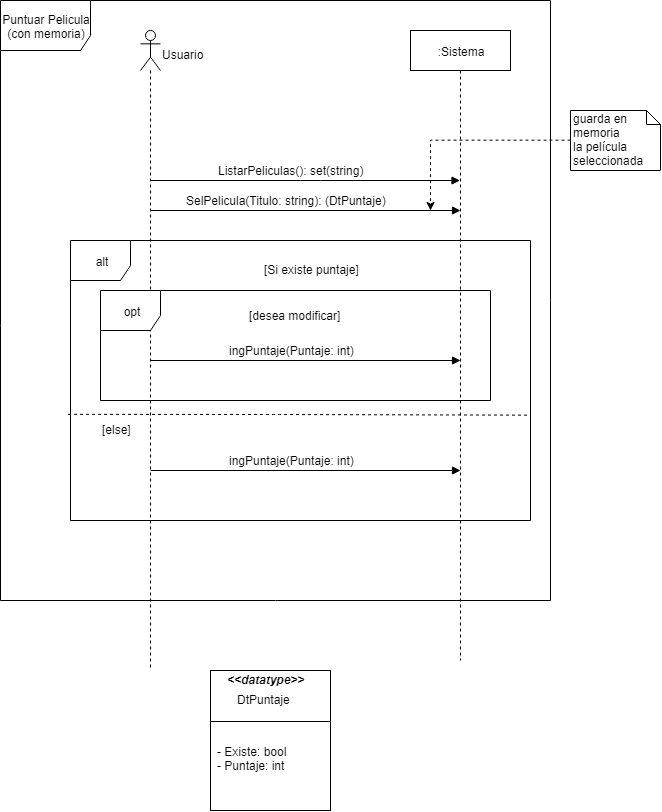 Puntuar Pelicula
(con memoria)
Usuario
:Sistema
guarda en
memoria
la película
seleccionada
ListarPeliculas(): set(string)
SelPelicula(Titulo: string): (DtPuntaje)
alt
[Si existe puntaje]
opt
[desea modificar]
ingPuntaje(Puntaje: int)
[else]
ingPuntaje(Puntaje: int)
<<datatype>>
DtPuntaje
- Existe: bool
- Puntaje: int